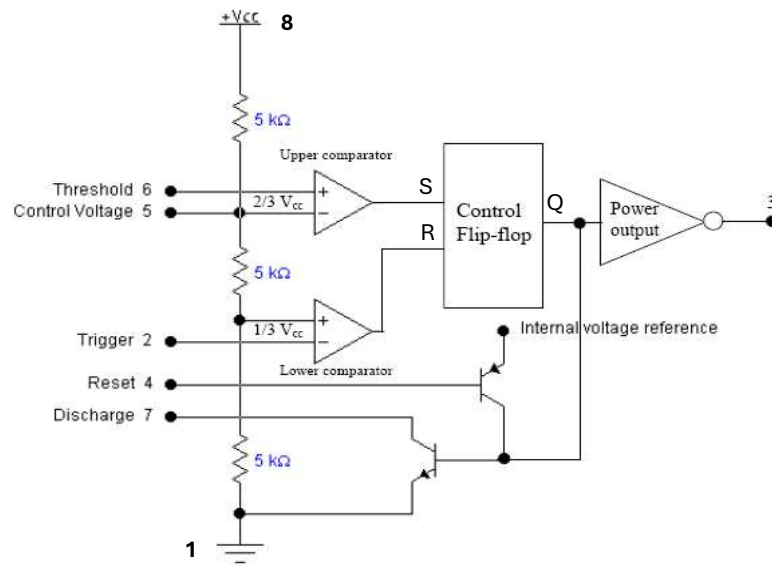 +Vcc 8
5 kΩ
Upper comparator
Threshold 6
+
S
Control Voltage 5
2/3 Vcc
−
Control
Flip-flop
Q
Power
output
3
R
5 kΩ
1/3 Vcc
+
Trigger 2
−
Internal voltage reference
Lower comparator
Reset 4
Discharge 7
5 kΩ
1